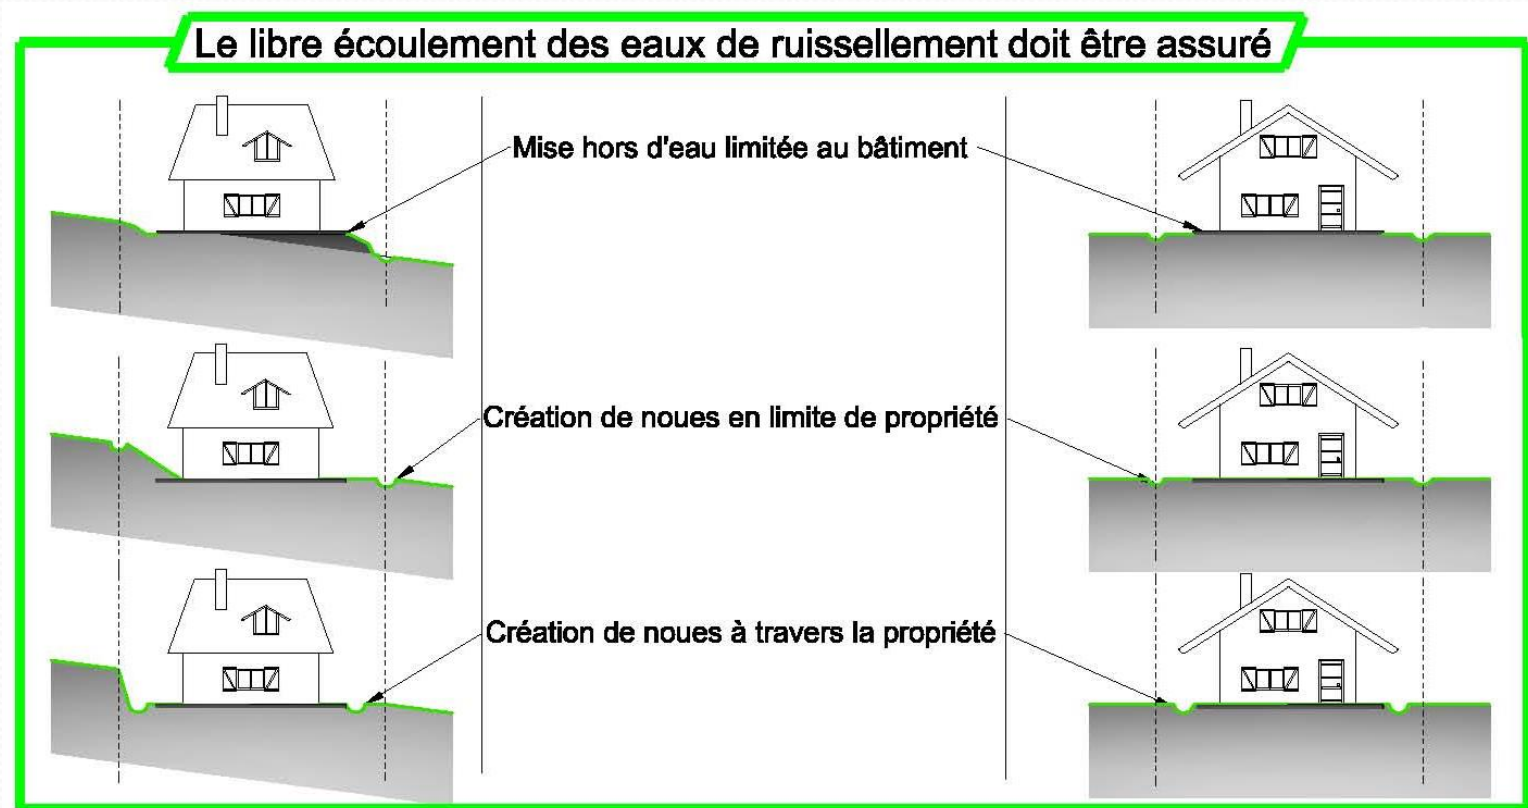 Le libre écoulement des eaux de ruissellement doit être assuré
Mise hors d'eau limitée au bâtiment
Création de noues en limite de propriété
Création de noues à travers la propriété